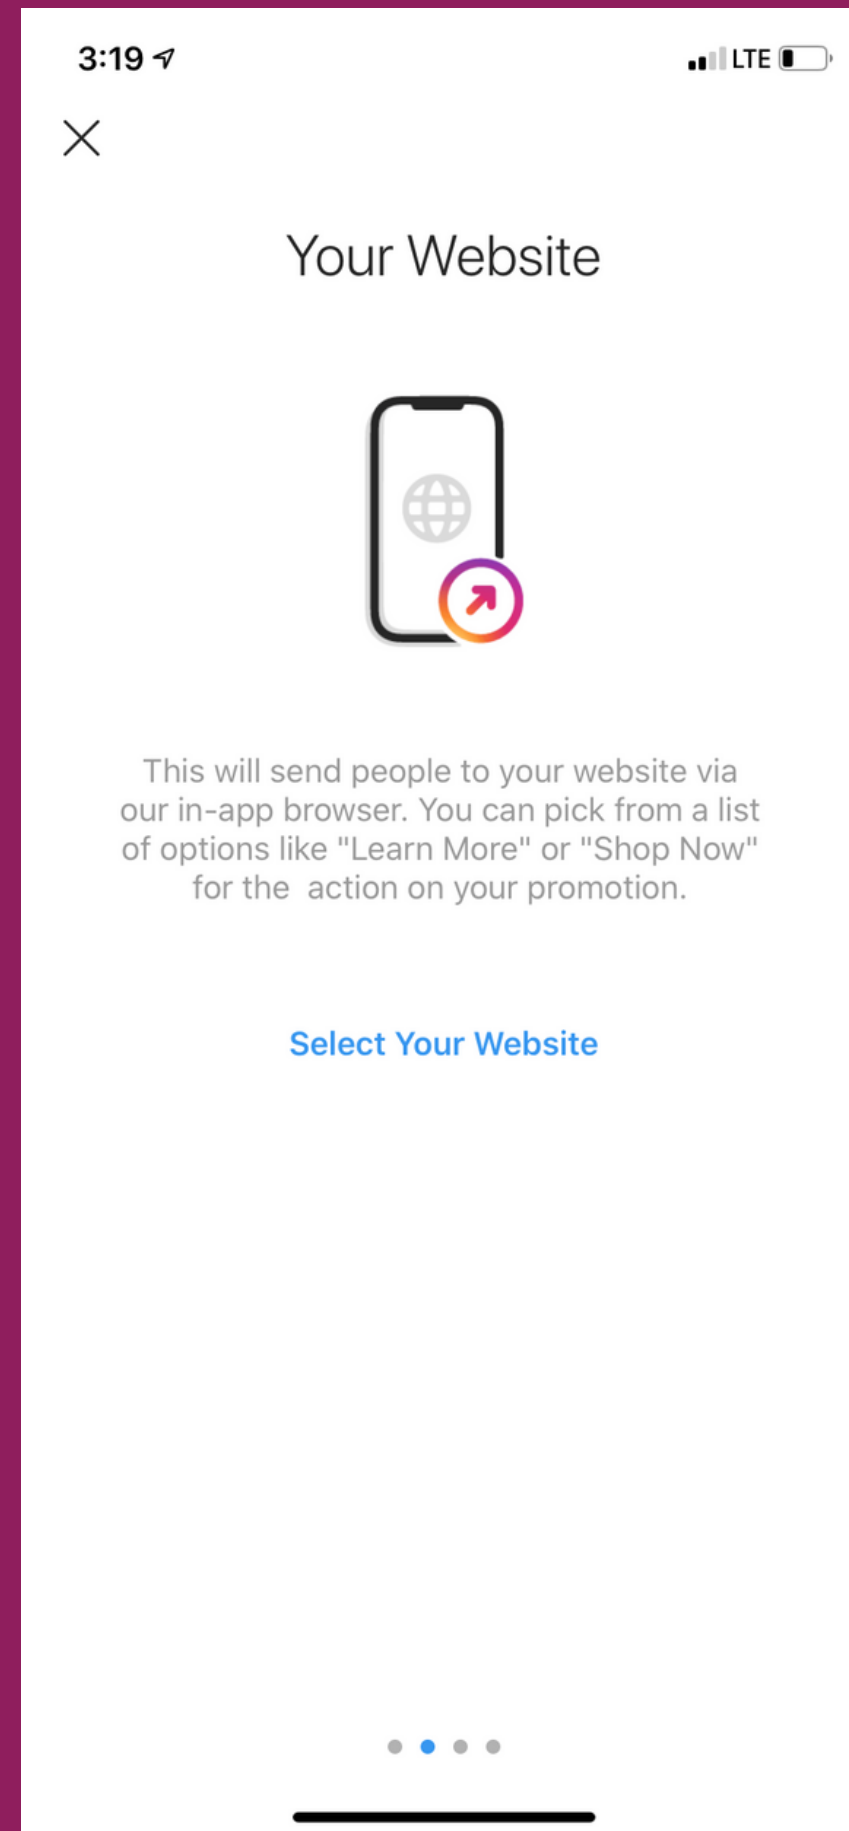 3:19 LTE
Your Website
This will send people to your website via
our in-app browser. You can pick from a list
of options like "Learn More" or "Shop Now"
for the  action on your promotion.
Select Your Website